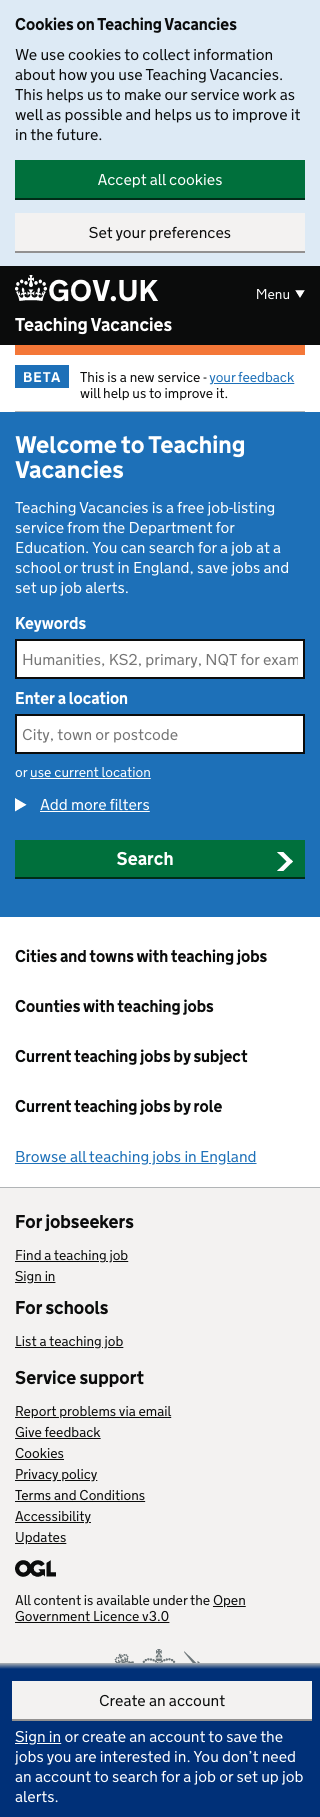 Cookies on Teaching Vacancies
We use cookies to collect information
about how you use Teaching Vacancies.
This helps us to make our service work as
well as possible and helps us to improve it
in the future.
Accept all cookies
Set your preferences
GOV.UK
Menu ▼
Teaching Vacancies
BETA
This is a new service - your feedback
will help us to improve it.
Welcome to Teaching
Vacancies
Teaching Vacancies is a free job-listing
service from the Department for
Education. You can search for a job at a
school or trust in England, save jobs and
set up job alerts.
Keywords
Humanities, KS2, primary, NQT for exam
Enter a location
City, town or postcode
or use current location
Add more filters
Search
Cities and towns with teaching jobs
Counties with teaching jobs
Current teaching jobs by subject
Current teaching jobs by role
Browse all teaching jobs in England
For jobseekers
Find a teaching job
Sign in
For schools
List a teaching job
Service support
Report problems via email
Give feedback
Cookies
Privacy policy
Terms and Conditions
Accessibility
Updates
OGL
All content is available under the Open
Government Licence v3.0
Create an account
Sign in or create an account to save the
jobs you are interested in. You don't need
an account to search for a job or set up job
alerts.